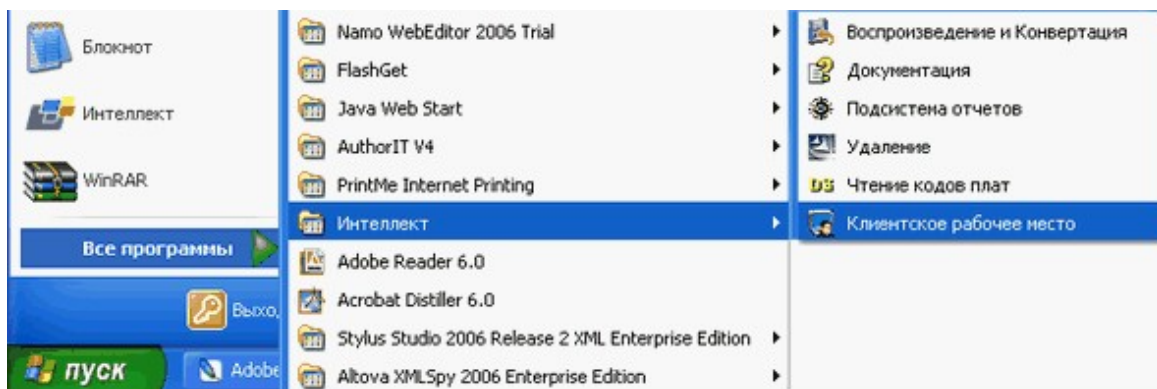 Блокнот
Интеллект
WinRAR
Все программы
Выхо
пуск
Adobe
Namo WebEditor 2006 Trial
FlashGet
Java Web Start
AuthorIT V4
PrintMe Internet Printing
Интеллект
Adobe Reader 6.0
Acrobat Distiller 6.0
Stylus Studio 2006 Release 2 XML Enterprise Edition
Altova XMLSpy 2006 Enterprise Edition
Воспроизведение и Конвертация
Документация
Подсистема отчетов
Удаление
DS Чтение кодов плат
Клиентское рабочее место